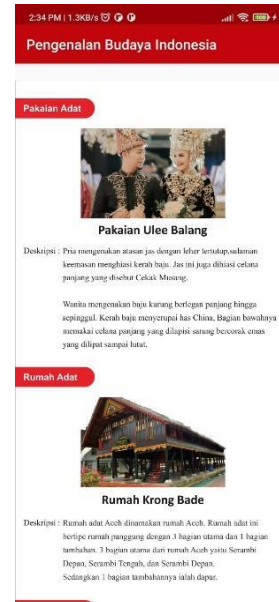 2:34 PM | 1.3KB/s
Pengenalan Budaya Indonesia
Pakaian Adat
Pakaian Ulee Balang
Deskripsi : Pria mengenakan atasan jas dengan leher tertutup,sulaman
keemasan menghiasi kerah baju. Jas ini juga dihiasi celana
panjang yang disebut Cekak Musang.
Wanita mengenakan baju kurung berlegan panjang hingga
sepinggul. Kerah baju menyerupai has China, Bagian bawahnya
memakai celana panjang yang dilapisi sarung bercorak emas
yang dilipat sampai lutut.
Rumah Adat
Rumah Krong Bade
Deskripsi : Rumah adat Aceh dinamakan rumah Aceh. Rumah adat ini
bertipe rumah panggung dengan 3 bagian utama dan 1 bagian
tambahan. 3 bagian utama dari rumah Aceh yaitu Serambi
Depan, Serambi Tengah, dan Serambi Depan.
Sedangkan 1 bagian tambahannya ialah dapur.